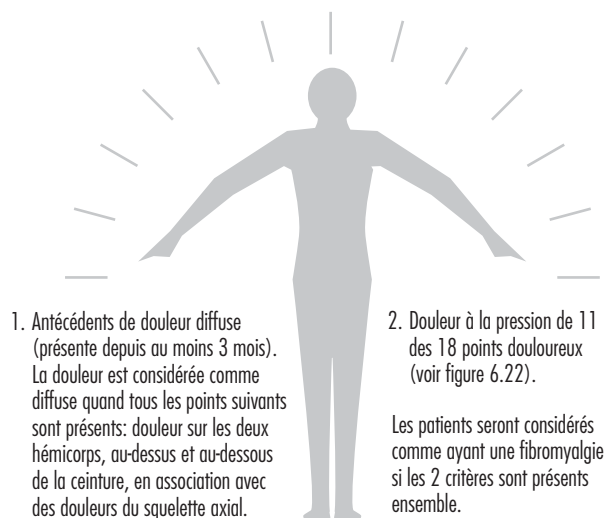 1. Antécédents de douleur diffuse
(présente depuis au moins 3 mois).
La douleur est considérée comme
diffuse quand tous les points suivants
sont présents: douleur sur les deux
hémicorps, au-dessus et au-dessous
de la ceinture, en association avec
des douleurs du squelette axial.
2. Douleur à la pression de 11
des 18 points douloureux
(voir figure 6.22).
Les patients seront considérés
comme ayant une fibromyalgie
si les 2 critères sont présents
ensemble.